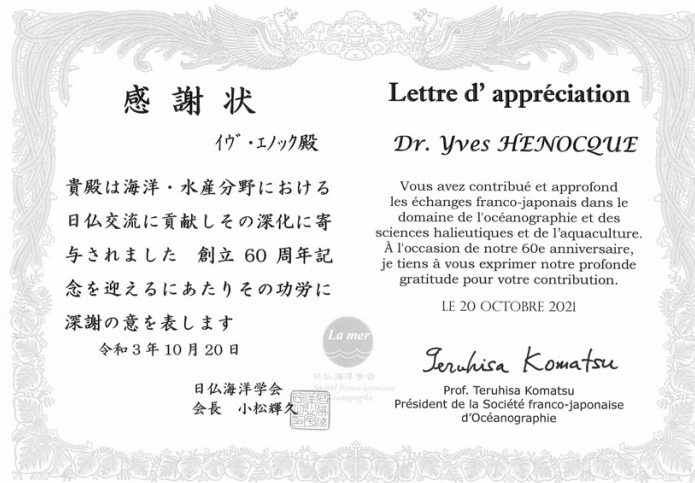 感謝状
イヴ・エノック殿
貴殿は海洋・水産分野における
日仏交流に貢献しその深化に寄
与されました　創立 60 周年記
念を迎えるにあたりその功労に
深謝の意を表します
令和3年10月20日
日仏海洋学会
会長　小松輝久
La mer
日仏海洋学会
Société franco-japonaise
d'Océanographie
Lettre d’ appréciation
Dr. Yves HENOCQUE
Vous avez contribué et approfond
les échanges franco-japonais dans le
domaine de l'océanographie et des
sciences halieutiques et de l’aquaculture.
À l'occasion de notre 60e anniversaire,
je tiens à vous exprimer notre profonde
gratitude pour votre contribution.
LE 20 OCTOBRE 2021
Teruhisa Komatsu
Prof. Teruhisa Komatsu
Président de la Société franco-japonaise
d’Océanographie